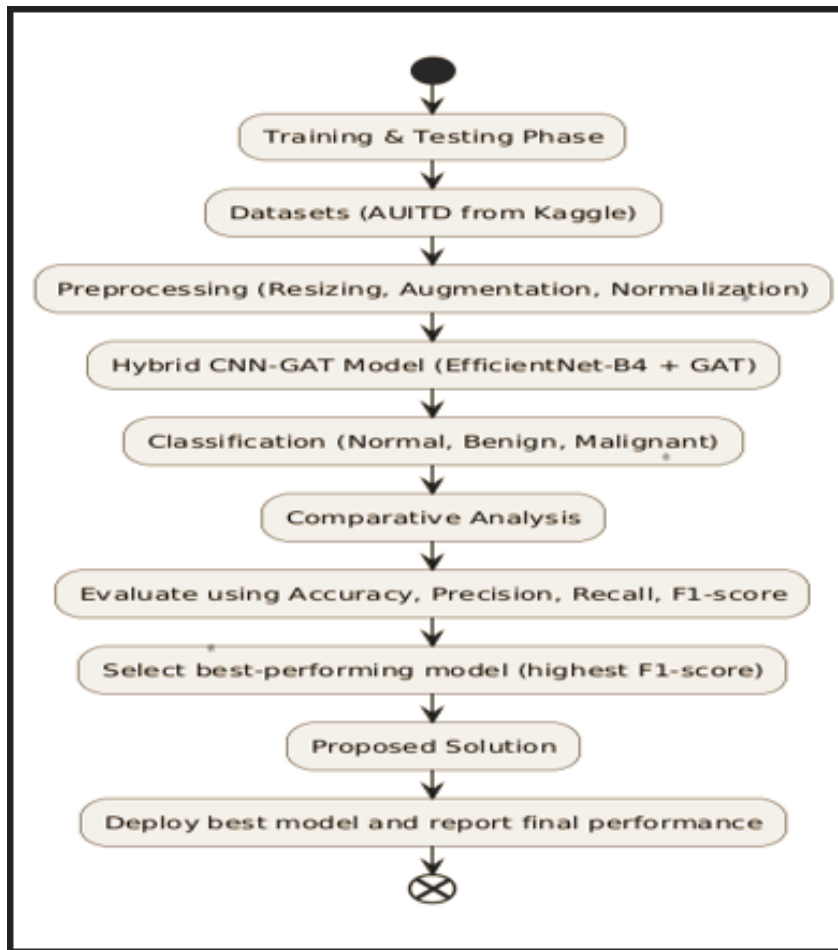 Training & Testing Phase
Datasets (AUITD from Kaggle)
Preprocessing (Resizing, Augmentation, Normalization)
Hybrid CNN-GAT Model (EfficientNet-B4 + GAT)
Classification (Normal, Benign, Malignant)
Comparative Analysis
Evaluate using Accuracy, Precision, Recall, F1-score
Select best-performing model (highest F1-score)
Proposed Solution
Deploy best model and report final performance